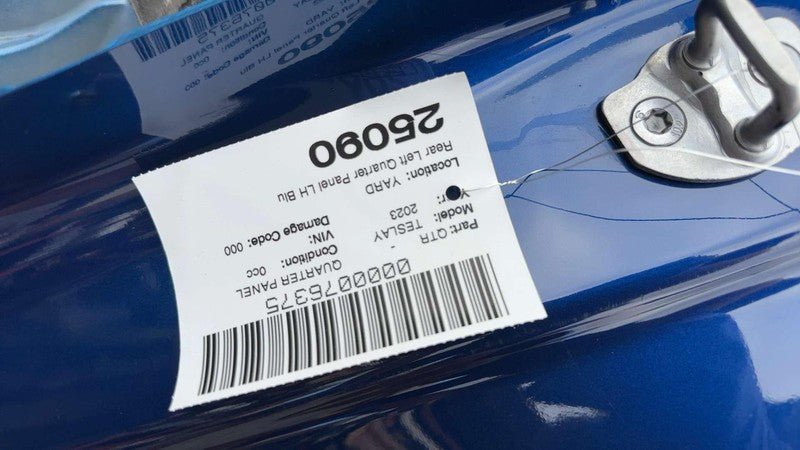 0000076375
Part: QTR - QUARTER PANEL
Model: TESLAY Condition: 0cc
Yr: 2023 VIN:
Location: YARD Damage Code: 000
Rear Left Quarter Panel LH Blu
25090